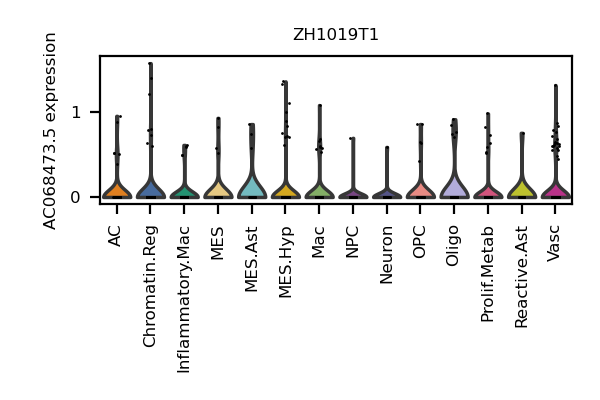 ZH1019T1
AC068473.5 expression
1
0
AC
Chromatin.Reg
Inflammatory.Mac
MES
MES.Ast
MES.Hyp
Mac
NPC
Neuron
OPC
Oligo
Prolif.Metab
Reactive.Ast
Vasc